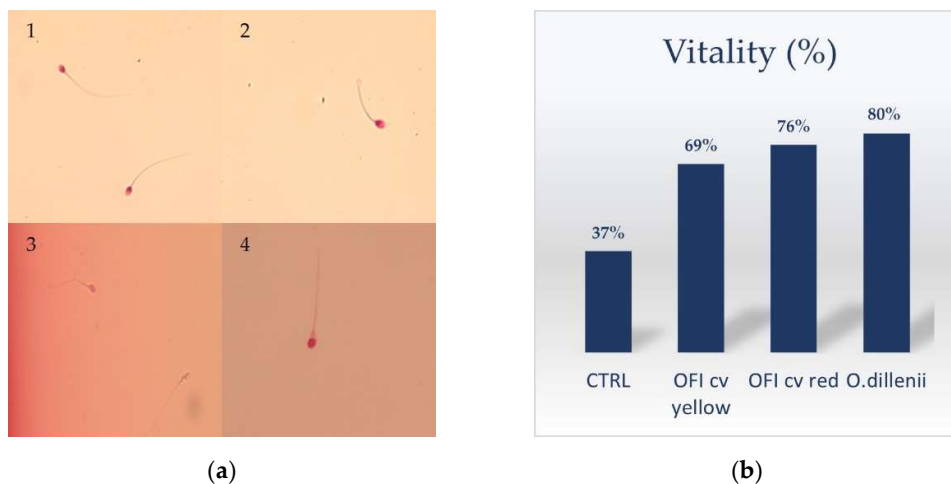 1
2
3
4
Vitality (%)
37%
69%
76%
80%
CTRL
OFI cv
yellow
OFI cv red
O.dillenii
(a)
(b)